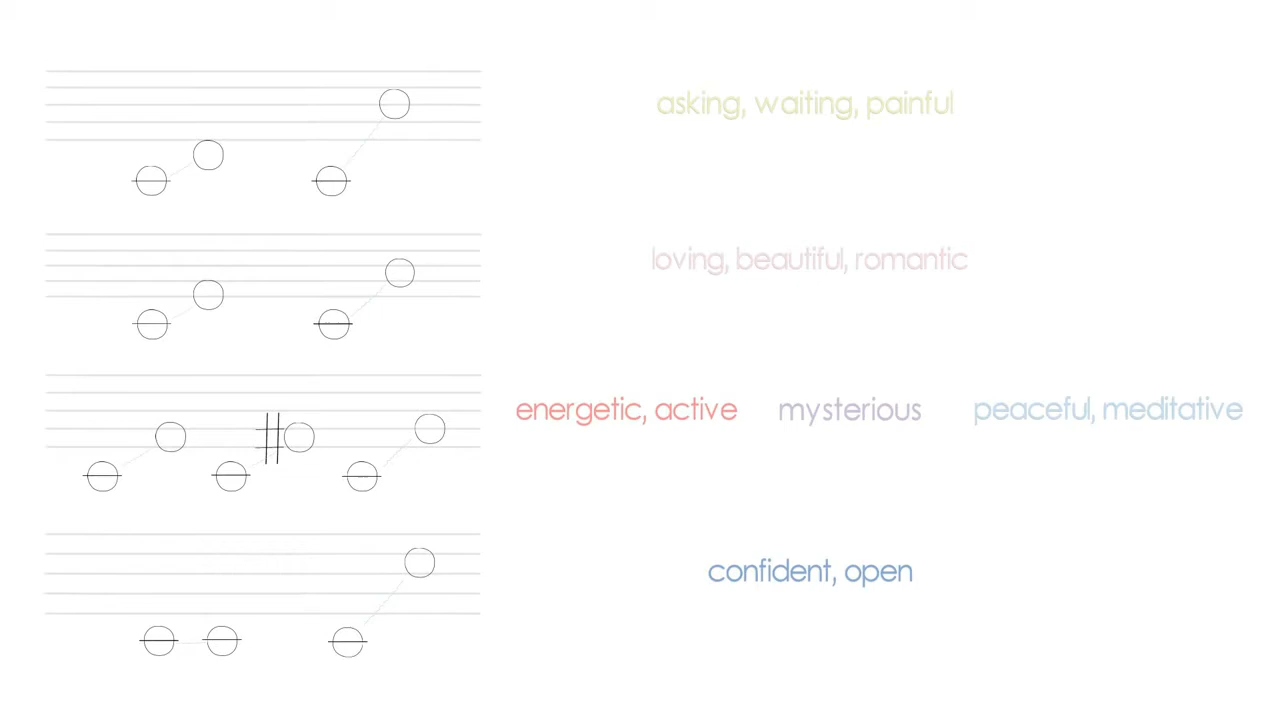 asking, waiting, painful
loving, beautiful, romantic
energetic, active mysterious peaceful, meditative
confident, open